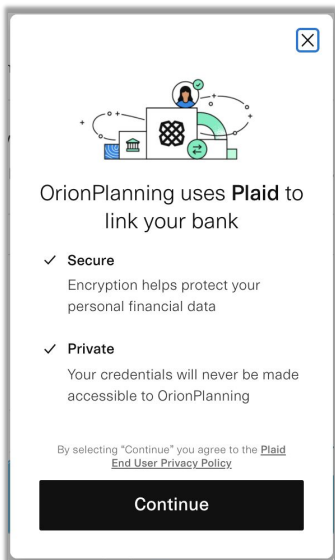 OrionPlanning uses Plaid to
link your bank
Secure
Encryption helps protect your
personal financial data
Private
Your credentials will never be made
accessible to OrionPlanning
By selecting “Continue” you agree to the Plaid
End User Privacy Policy
Continue